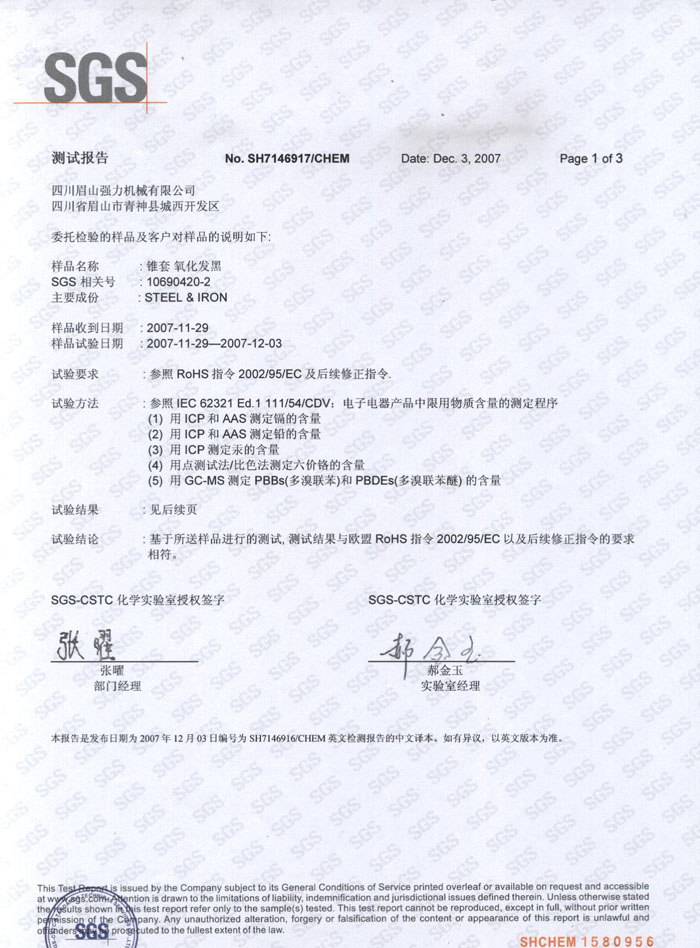 SGS
测试报告 No. SH7146917/CHEM Date: Dec. 3, 2007 Page 1 of 3
四川眉山强力机械有限公司
四川省眉山市青神县城西开发区
委托检验的样品及客户对样品的说明如下:
样品名称 : 锥套 氧化发黑
SGS 相关号 : 10690420-2
主要成份 : STEEL & IRON
样品收到日期 : 2007-11-29
样品试验日期 : 2007-11-29—2007-12-03
试验要求 : 参照 RoHS 指令 2002/95/EC 及后续修正指令.
试验方法 : 参照 IEC 62321 Ed.1 111/54/CDV：电子电器产品中限用物质含量的测定程序
(1) 用 ICP 和 AAS 测定镉的含量
(2) 用 ICP 和 AAS 测定铅的含量
(3) 用 ICP 测定汞的含量
(4) 用点测试法/比色法测定六价铬的含量
(5) 用 GC-MS 测定 PBBs(多溴联苯)和 PBDEs(多溴联苯醚) 的含量
试验结果 : 见后续页
试验结论 : 基于所送样品进行的测试, 测试结果与欧盟 RoHS 指令 2002/95/EC 以及后续修正指令的要求
相符。
SGS-CSTC 化学实验室授权签字 SGS-CSTC 化学实验室授权签字
张曜 郝金玉
张曜 郝金玉
部门经理 实验室经理
本报告是发布日期为 2007 年 12 月 03 日编号为 SH7146916/CHEM 英文检测报告的中文译本。如有异议，以英文版本为准。
This Test Report is issued by the Company subject to its General Conditions of Service printed overleaf or available on request and accessible
at www.sgs.com. Attention is drawn to the limitations of liability, indemnification and jurisdictional issues defined therein. Unless otherwise stated
the results shown in this test report refer only to the sample(s) tested. This test report cannot be reproduced, except in full, without prior written
permission of the Company. Any unauthorized alteration, forgery or falsification of the content or appearance of this report is unlawful and
offenders may be prosecuted to the fullest extent of the law.
SGS
SHCHEM 1580956